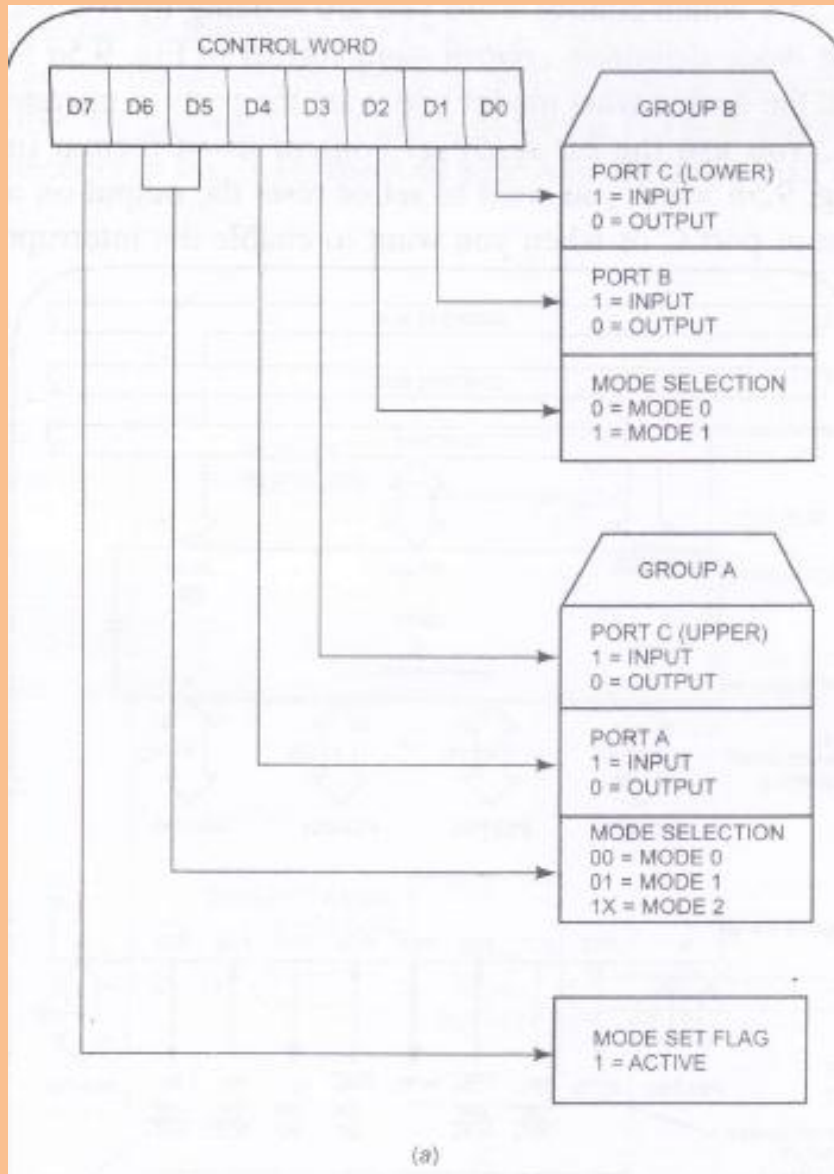 CONTROL WORD
D7 D6 D5 D4 D3 D2 D1 D0
GROUP B
PORT C (LOWER)
1 = INPUT
0 = OUTPUT
PORT B
1 = INPUT
0 = OUTPUT
MODE SELECTION
0 = MODE 0
1 = MODE 1
GROUP A
PORT C (UPPER)
1 = INPUT
0 = OUTPUT
PORT A
1 = INPUT
0 = OUTPUT
MODE SELECTION
00 = MODE 0
01 = MODE 1
1X = MODE 2
MODE SET FLAG
1 = ACTIVE
(a)